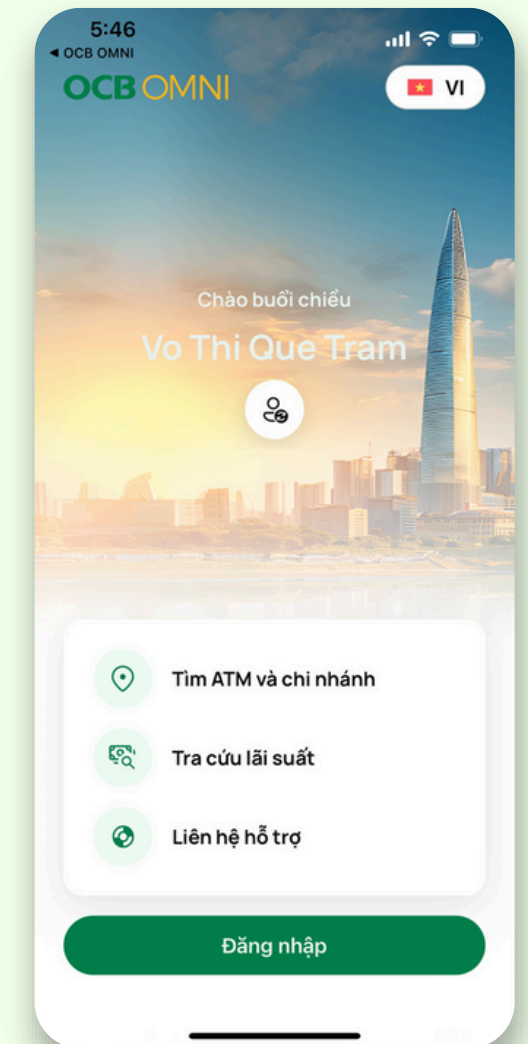 5:46
◀ OCB OMNI
OCB OMNI
VI
Chào buổi chiều
Vo Thi Que Tram
Tìm ATM và chi nhánh
Tra cứu lãi suất
Liên hệ hỗ trợ
Đăng nhập